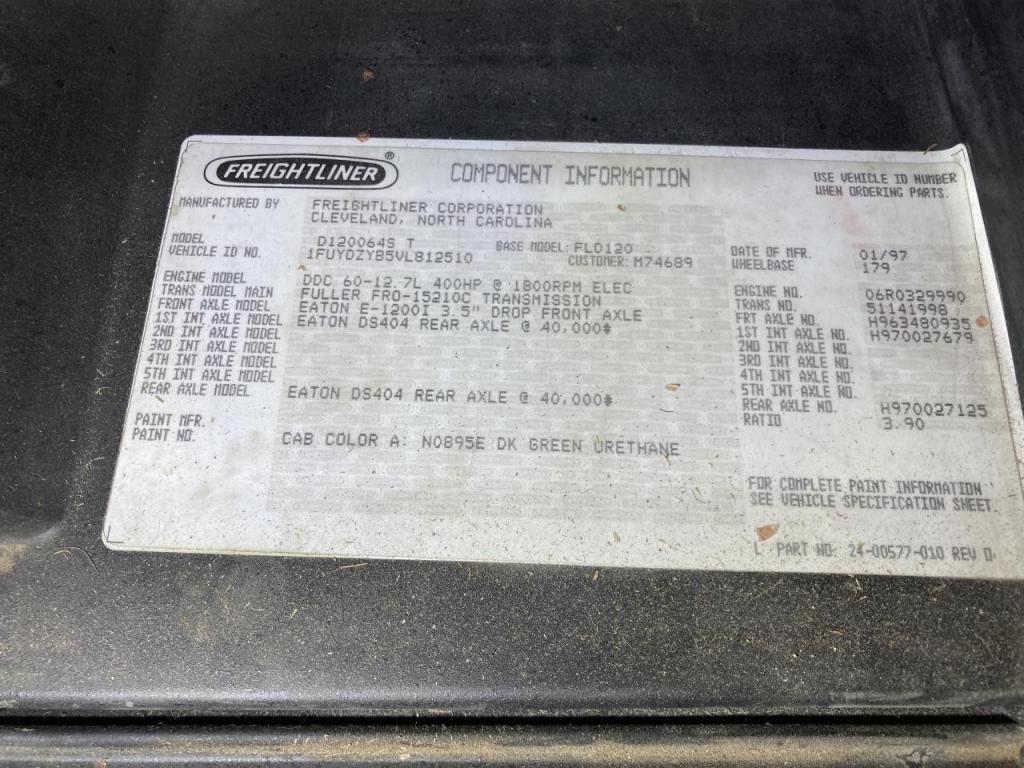 FREIGHTLINER ® COMPONENT INFORMATION USE VEHICLE ID NUMBER
WHEN ORDERING PARTS.
MANUFACTURED BY FREIGHTLINER CORPORATION
CLEVELAND, NORTH CAROLINA
MODEL D120064S T BASE MODEL: FLD120 DATE OF MFR. 01/97
VEHICLE ID NO. 1FUYDZYB5VL812510 CUSTOMER: M74689 WHEELBASE 179
ENGINE MODEL DDC 60-12.7L 400HP @ 1800RPM ELEC ENGINE NO. 06R0329990
TRANS MODEL MAIN FULLER FRO-15210C TRANSMISSION TRANS NO. 51141998
FRONT AXLE MODEL EATON E-1200I 3.5" DROP FRONT AXLE FRT AXLE NO. H963480935
1ST INT AXLE MODEL EATON DS404 REAR AXLE @ 40,000# 1ST INT AXLE NO. H970027679
2ND INT AXLE MODEL 2ND INT AXLE NO.
3RD INT AXLE MODEL 3RD INT AXLE NO.
4TH INT AXLE MODEL 4TH INT AXLE NO.
5TH INT AXLE MODEL 5TH INT AXLE NO.
REAR AXLE MODEL EATON DS404 REAR AXLE @ 40,000# REAR AXLE NO. H970027125
RATIO 3.90
PAINT MFR.
PAINT NO. CAB COLOR A: N0895E DK GREEN URETHANE
FOR COMPLETE PAINT INFORMATION
SEE VEHICLE SPECIFICATION SHEET.
PART NO: 24-00577-010 REV D